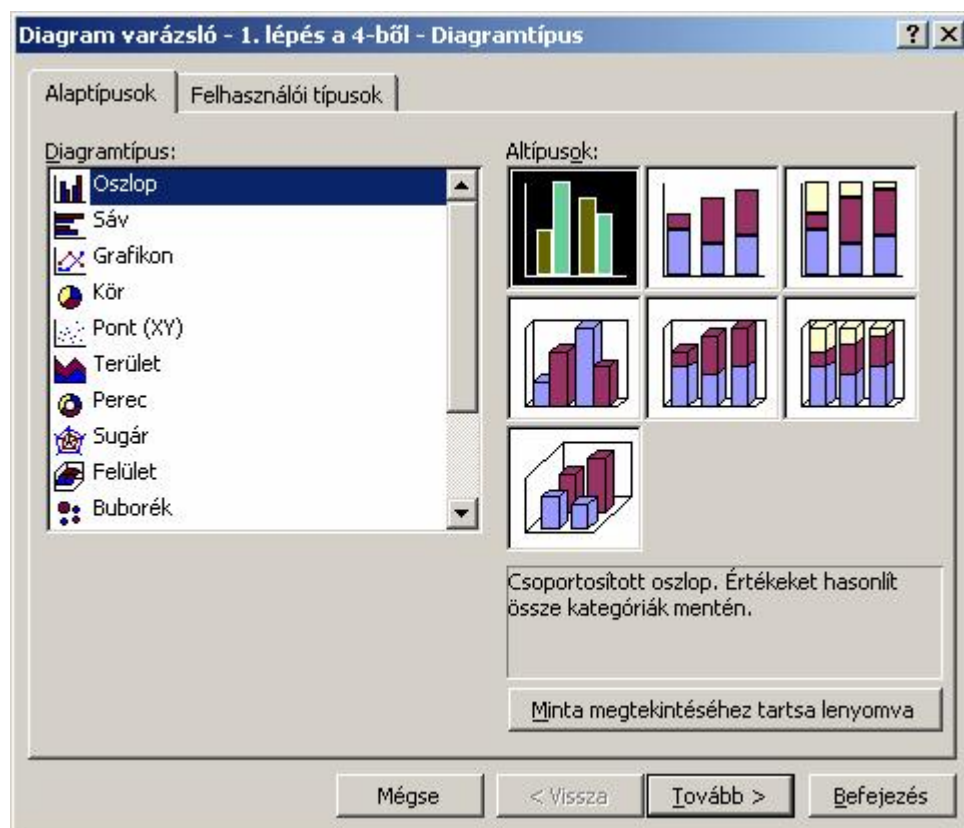 Diagram varázsló - 1. lépés a 4-ből - Diagramtípus
Alaptípusok
Felhasználói típusok
Diagramtípus:
Oszlop
Sáv
Grafikon
Kör
Pont (XY)
Terület
Perec
Sugár
Felület
Buborék
Altípusok:
Csoportosított oszlop. Értékeket hasonlít
össze kategóriák mentén.
Minta megtekintéséhez tartsa lenyomva
Mégse
< Vissza
Tovább >
Befejezés